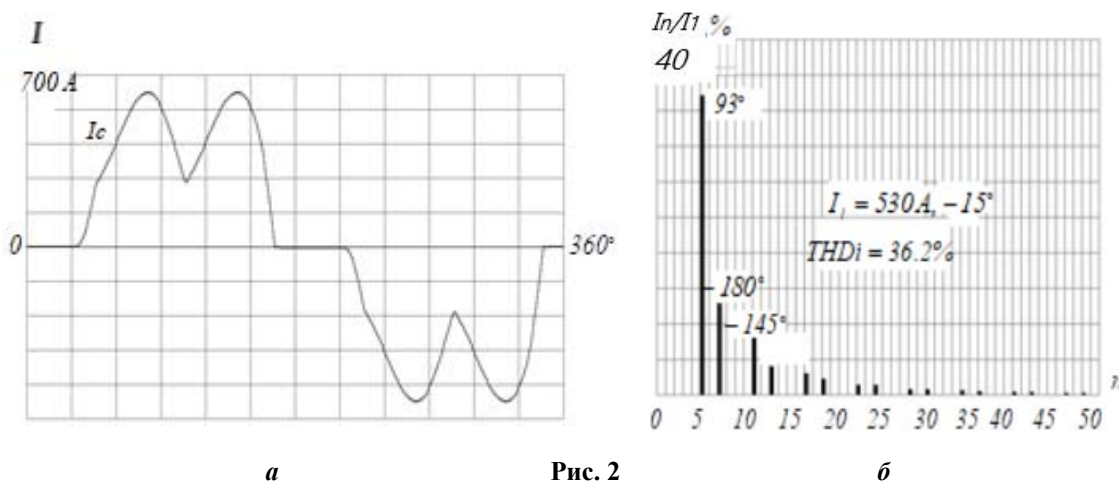 I
700 A
Ic
0
360°
a
Рис. 2
In/I1 ,%
40
93°
I₁ = 530 A, −15°
THDi = 36.2%
−180°
−145°
0 5 10 15 20 25 30 35 40 45 50
n
б